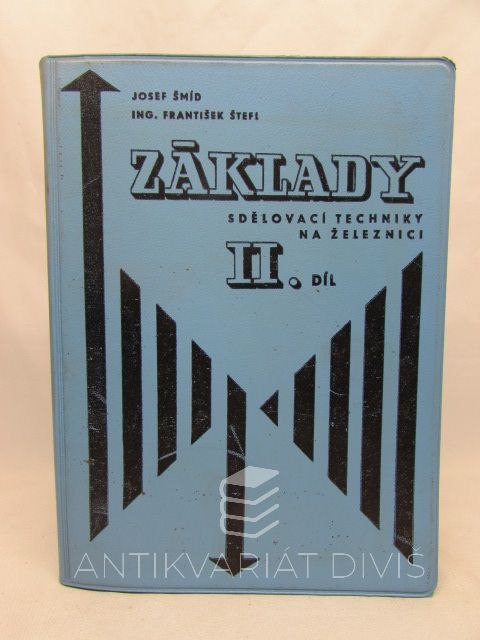 JOSEF ŠMÍD
ING. FRANTIŠEK ŠTEFL
ZÁKLADY
SDĚLOVACÍ TECHNIKY
NA ŽELEZNICI
II. DÍL
ANTIKVARIÁT DIVIŠ